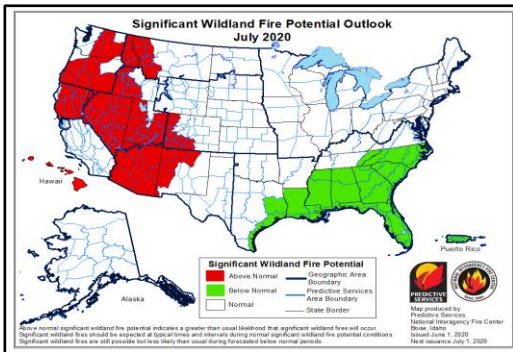 Significant Wildland Fire Potential Outlook
July 2020
Hawaii
Alaska
Puerto Rico
Significant Wildland Fire Potential
Above Normal
Below Normal
Normal
Geographic Area
Boundary
Predictive Services
Area Boundary
State Border
PREDICTIVE
SERVICES
Map produced by
Predictive Services,
National Interagency Fire Center
Boise, Idaho
Issued June 1, 2020
Next issuance July 1, 2020
Above normal significant wildland fire potential indicates a greater than usual likelihood that significant wildland fires will occur.
Significant wildland fires should be expected at typical times and intervals during normal significant wildland fire potential conditions.
Significant wildland fires are still possible but less likely than usual during forecasted below normal periods.